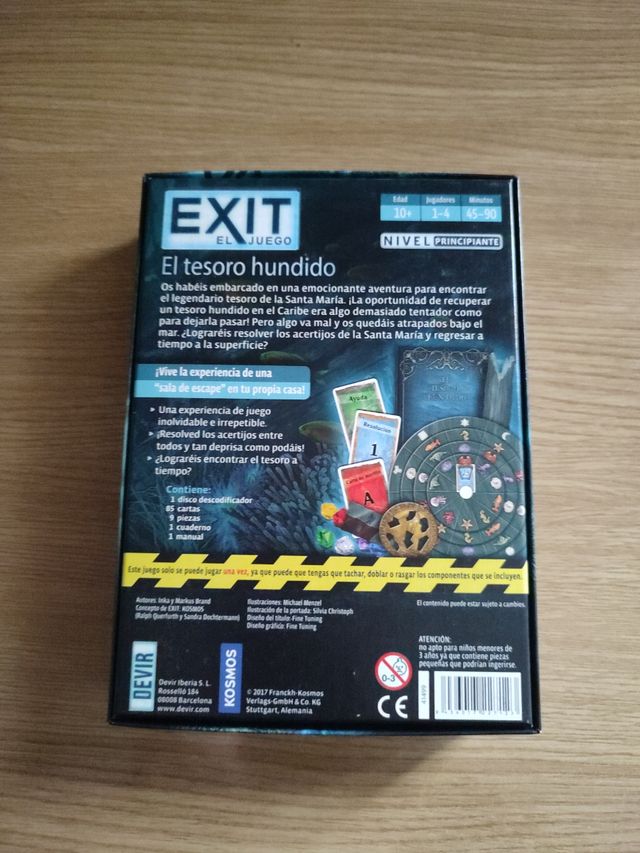 EXIT
EL JUEGO
Edad Jugadores Minutos
10+ 1-4 45-90
NIVEL PRINCIPIANTE
El tesoro hundido
Os habéis embarcado en una emocionante aventura para encontrar
el legendario tesoro de la Santa María. ¡La oportunidad de recuperar
un tesoro hundido en el Caribe era algo demasiado tentador como
para dejarla pasar! Pero algo va mal y os quedáis atrapados bajo el
mar. ¿Lograréis resolver los acertijos de la Santa María y regresar a
tiempo a la superficie?
¡Vive la experiencia de una
"sala de escape" en tu propia casa!
Una experiencia de juego
inolvidable e irrepetible.
¡Resolved los acertijos entre
todos y tan deprisa como podáis!
¿Lograréis encontrar el tesoro a
tiempo?
Contiene:
1 disco descodificador
85 cartas
9 piezas
1 cuaderno
1 manual
Ayuda
Resolución
1
A
Este juego solo se puede jugar una vez, ya que puede que tengas que tachar, doblar o rasgar los componentes que se incluyen.
Autores: Inka y Markus Brand
Concepto de EXIT: KOSMOS
(Ralph Querfurth y Sandra Dochtermann)
Ilustraciones: Michael Menzel
Ilustración de la portada: Silvia Christoph
Diseño del título: Fine Tuning
Diseño gráfico: Fine Tuning
El contenido puede estar sujeto a cambios.
DEVIR
Devir Iberia S. L.
Rosselló 184
08008 Barcelona
www.devir.com
KOSMOS
© 2017 Franckh-Kosmos
Verlags-GmbH & Co. KG
Stuttgart, Alemania
0-3
CE
ATENCIÓN:
no apto para niños menores de
3 años ya que contiene piezas
pequeñas que podrían ingerirse.
41499